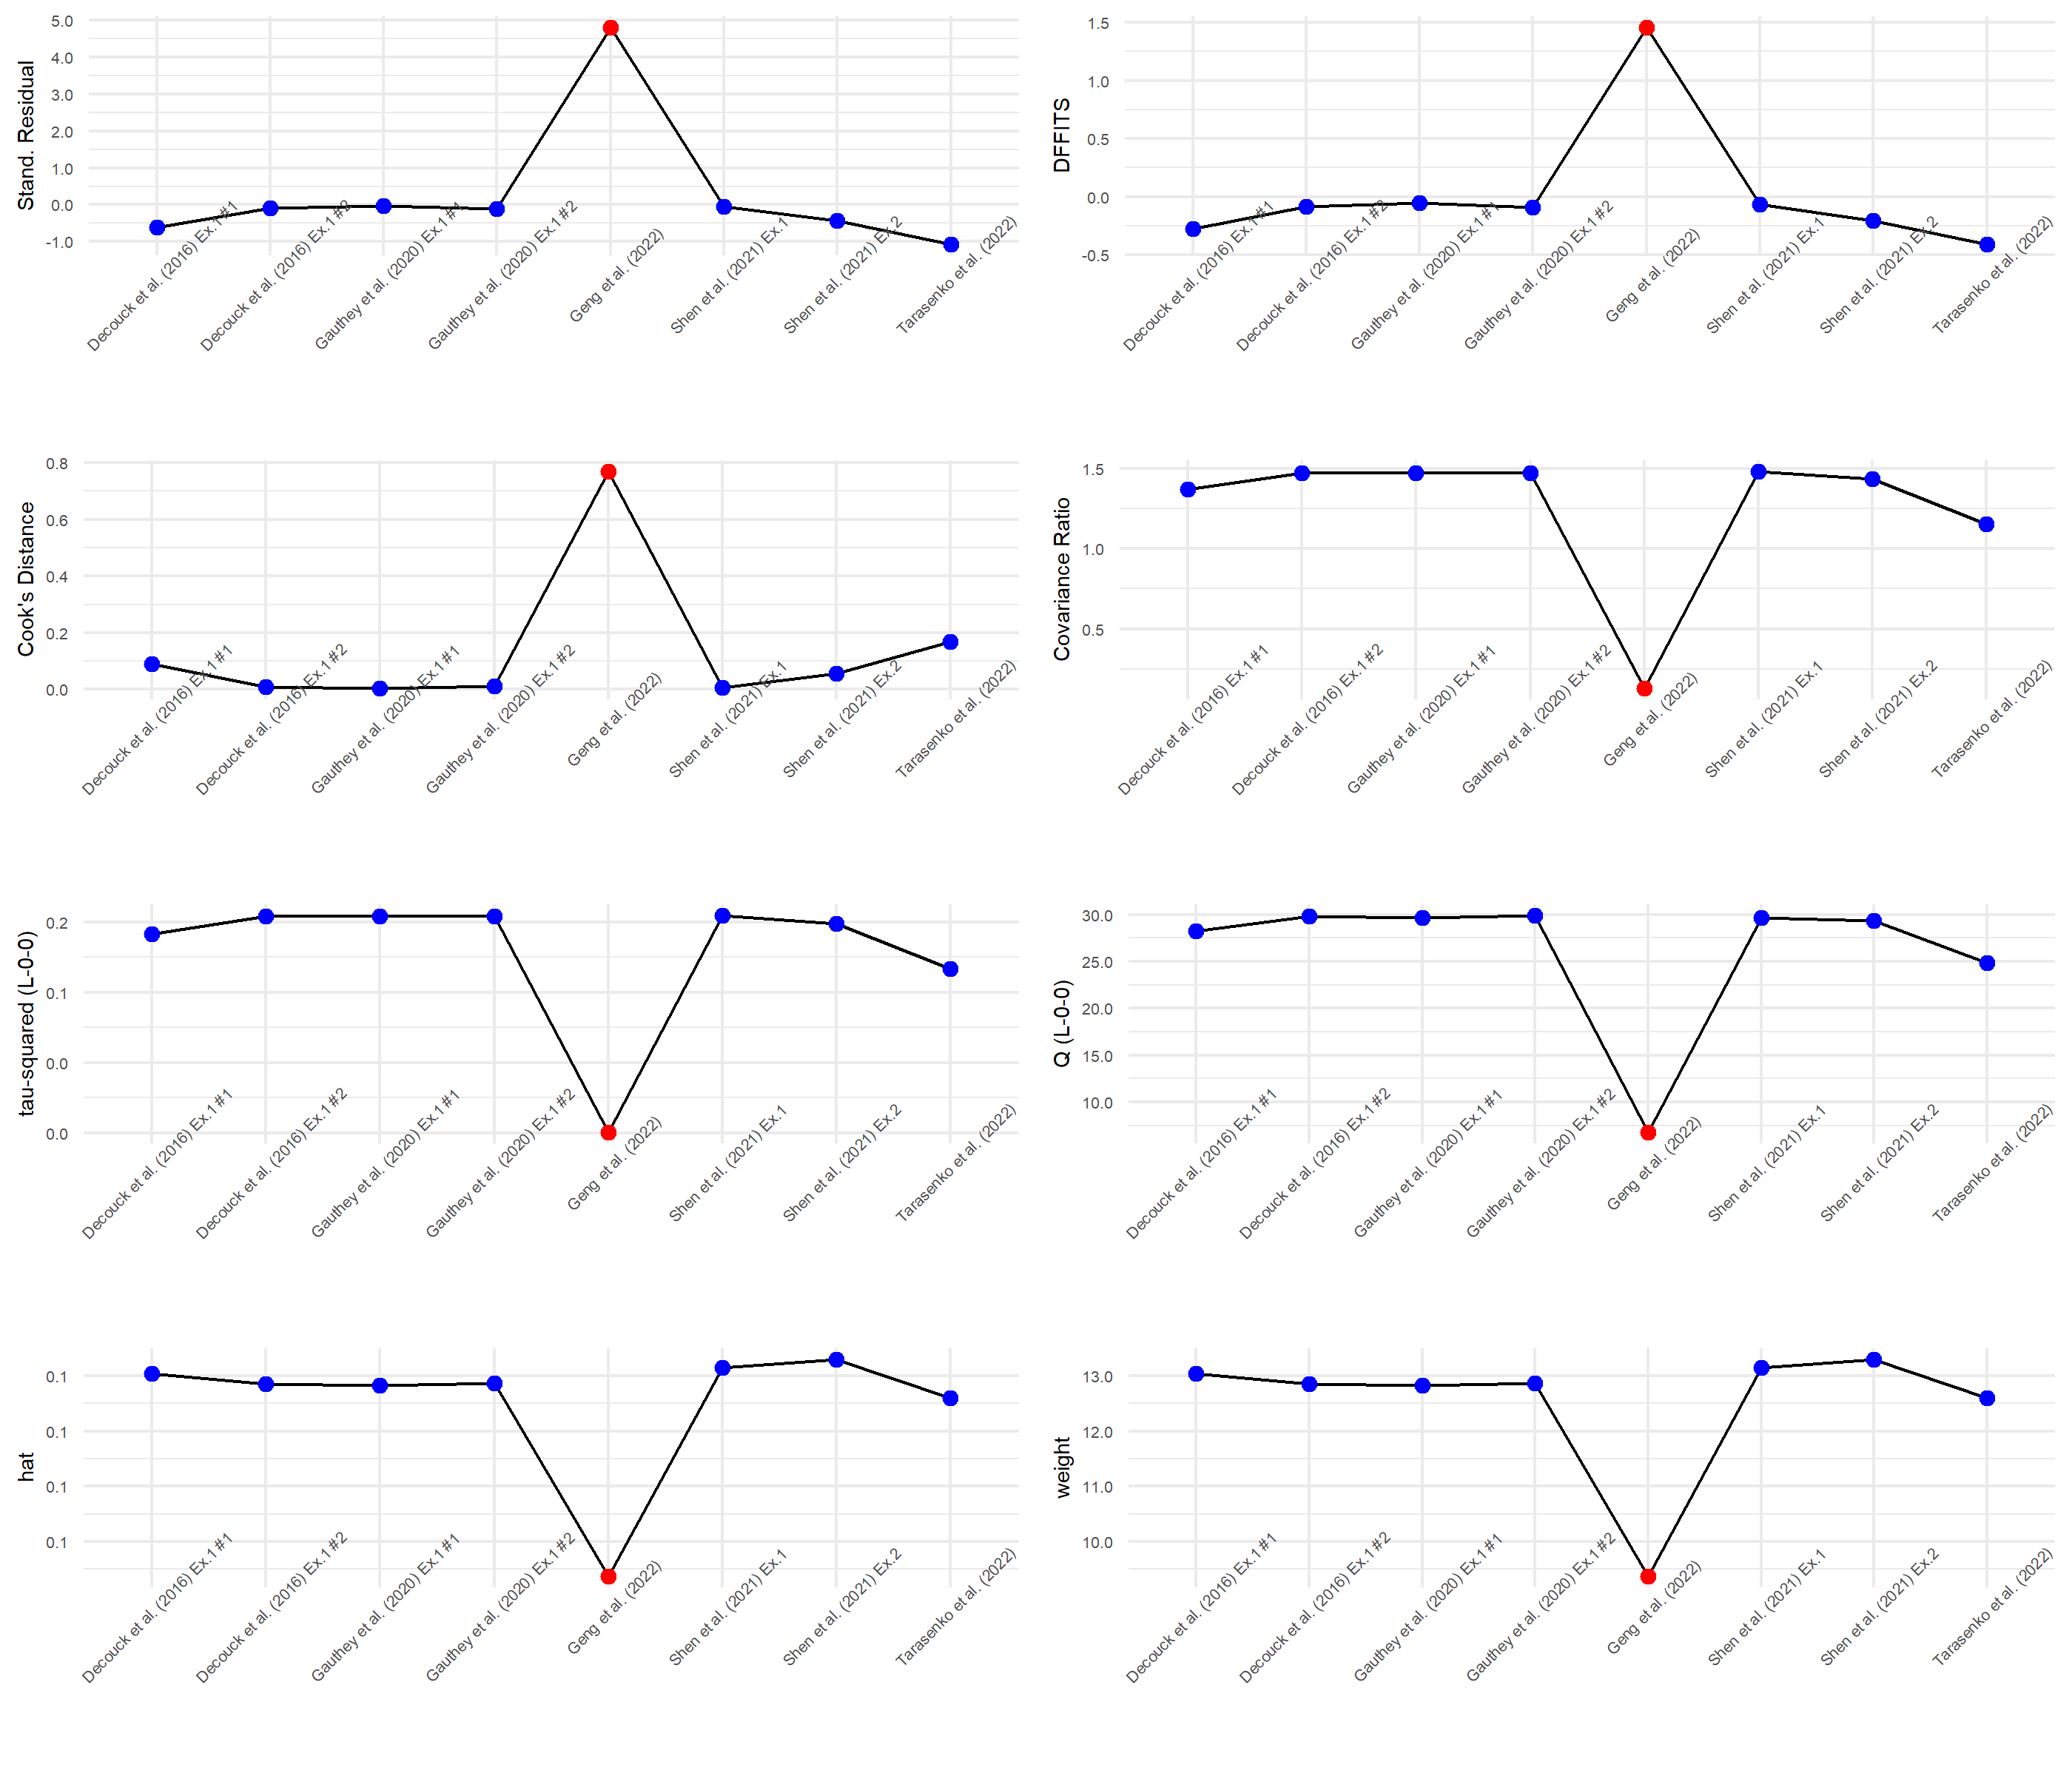 Stand. Residual
5.0
4.0
3.0
2.0
1.0
0.0
-1.0
Decouck et al. (2016) Ex.1 #1
Decouck et al. (2016) Ex.1 #2
Gauthey et al. (2020) Ex.1 #1
Gauthey et al. (2020) Ex.1 #2
Geng et al. (2022)
Shen et al. (2021) Ex.1
Shen et al. (2021) Ex.2
Tarasenko et al. (2022)
DFFITS
1.5
1.0
0.5
0.0
-0.5
Decouck et al. (2016) Ex.1 #1
Decouck et al. (2016) Ex.1 #2
Gauthey et al. (2020) Ex.1 #1
Gauthey et al. (2020) Ex.1 #2
Geng et al. (2022)
Shen et al. (2021) Ex.1
Shen et al. (2021) Ex.2
Tarasenko et al. (2022)
Cook's Distance
0.8
0.6
0.4
0.2
0.0
Decouck et al. (2016) Ex.1 #1
Decouck et al. (2016) Ex.1 #2
Gauthey et al. (2020) Ex.1 #1
Gauthey et al. (2020) Ex.1 #2
Geng et al. (2022)
Shen et al. (2021) Ex.1
Shen et al. (2021) Ex.2
Tarasenko et al. (2022)
Covariance Ratio
1.5
1.0
0.5
Decouck et al. (2016) Ex.1 #1
Decouck et al. (2016) Ex.1 #2
Gauthey et al. (2020) Ex.1 #1
Gauthey et al. (2020) Ex.1 #2
Geng et al. (2022)
Shen et al. (2021) Ex.1
Shen et al. (2021) Ex.2
Tarasenko et al. (2022)
tau-squared (L-0-0)
0.2
0.1
0.0
0.0
Decouck et al. (2016) Ex.1 #1
Decouck et al. (2016) Ex.1 #2
Gauthey et al. (2020) Ex.1 #1
Gauthey et al. (2020) Ex.1 #2
Geng et al. (2022)
Shen et al. (2021) Ex.1
Shen et al. (2021) Ex.2
Tarasenko et al. (2022)
Q (L-0-0)
30.0
25.0
20.0
15.0
10.0
Decouck et al. (2016) Ex.1 #1
Decouck et al. (2016) Ex.1 #2
Gauthey et al. (2020) Ex.1 #1
Gauthey et al. (2020) Ex.1 #2
Geng et al. (2022)
Shen et al. (2021) Ex.1
Shen et al. (2021) Ex.2
Tarasenko et al. (2022)
hat
0.1
0.1
0.1
0.1
Decouck et al. (2016) Ex.1 #1
Decouck et al. (2016) Ex.1 #2
Gauthey et al. (2020) Ex.1 #1
Gauthey et al. (2020) Ex.1 #2
Geng et al. (2022)
Shen et al. (2021) Ex.1
Shen et al. (2021) Ex.2
Tarasenko et al. (2022)
weight
13.0
12.0
11.0
10.0
Decouck et al. (2016) Ex.1 #1
Decouck et al. (2016) Ex.1 #2
Gauthey et al. (2020) Ex.1 #1
Gauthey et al. (2020) Ex.1 #2
Geng et al. (2022)
Shen et al. (2021) Ex.1
Shen et al. (2021) Ex.2
Tarasenko et al. (2022)